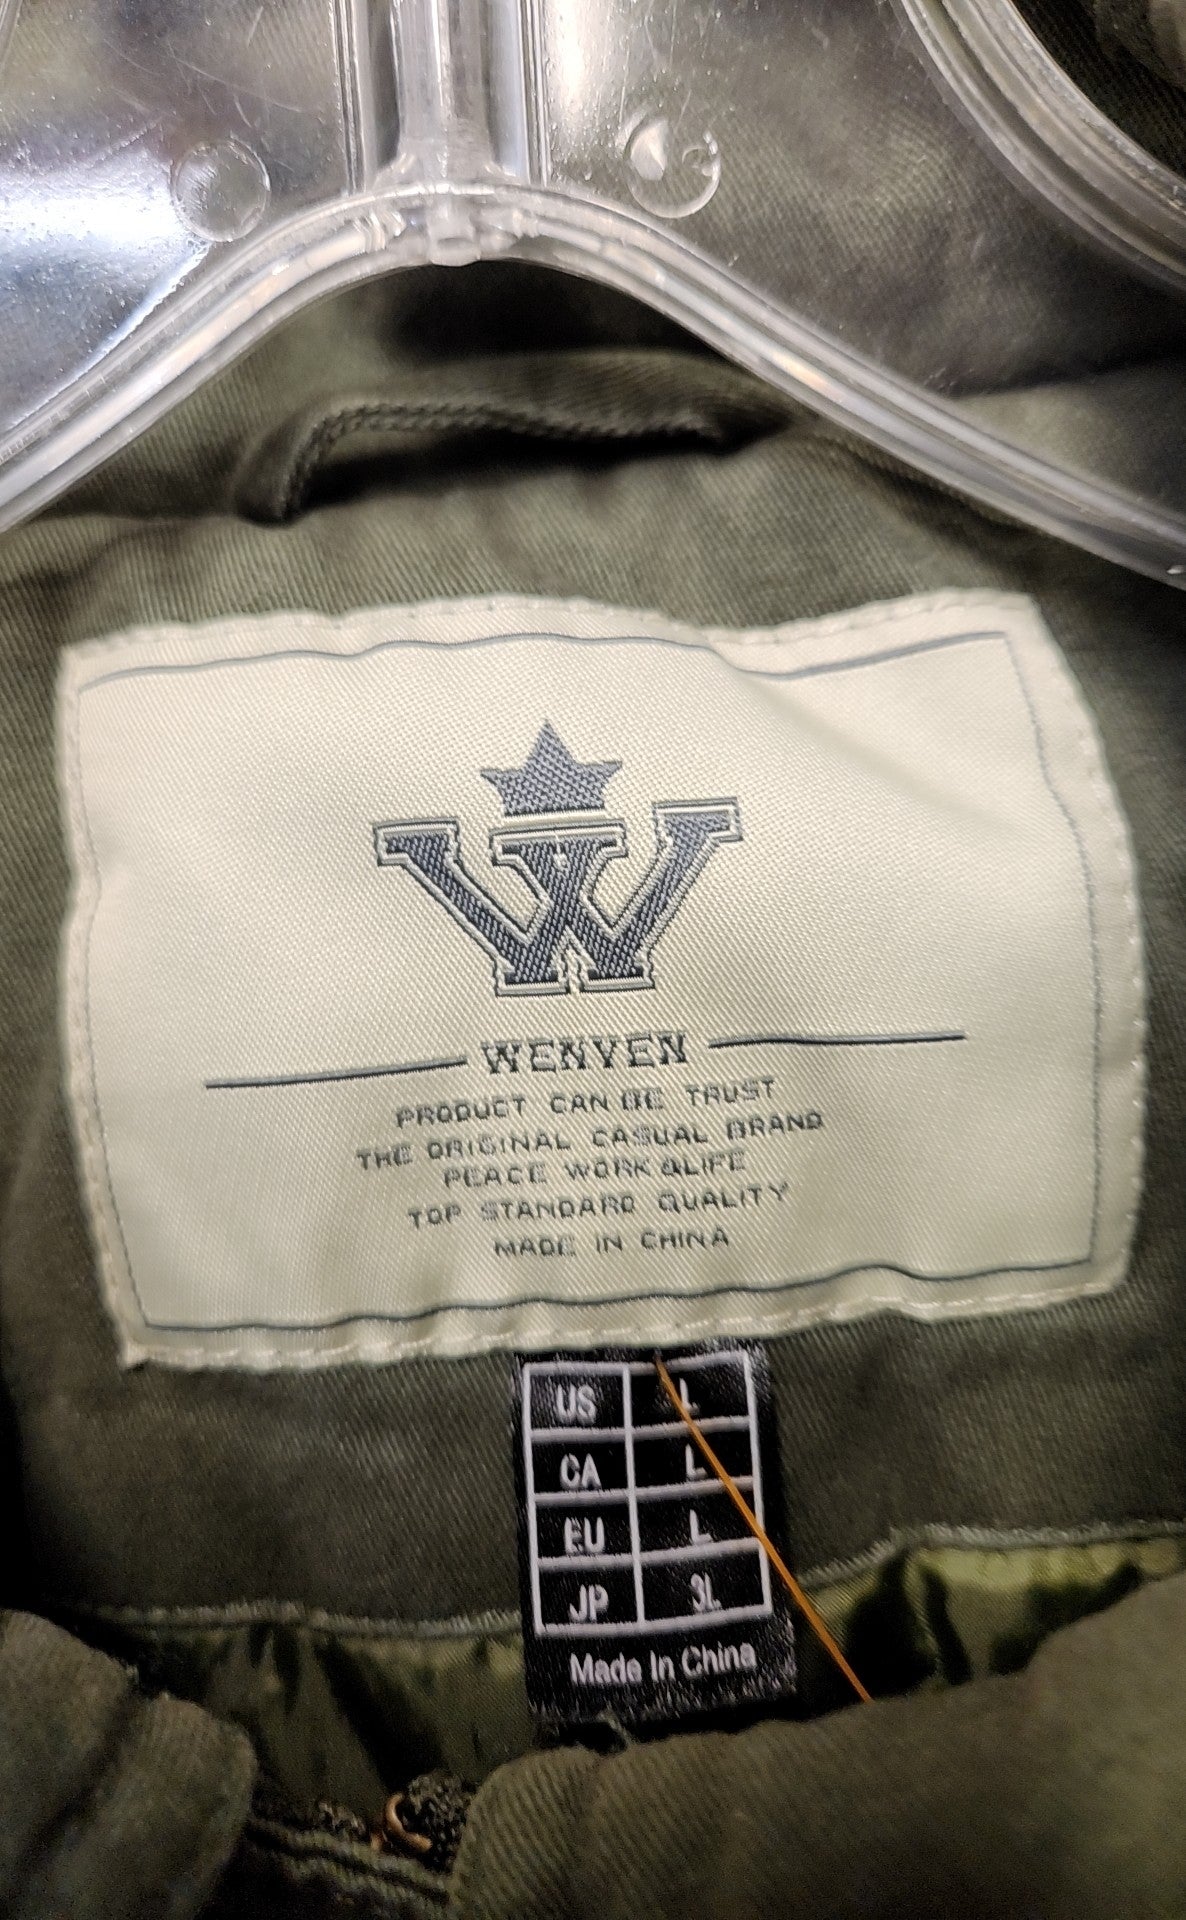 W
WENVEN
PRODUCT CAN BE TRUST
THE ORIGINAL CASUAL BRAND
PEACE WORK&LIFE
TOP STANDARD QUALITY
MADE IN CHINA
US L
CA L
EU L
JP 3L
Made In China